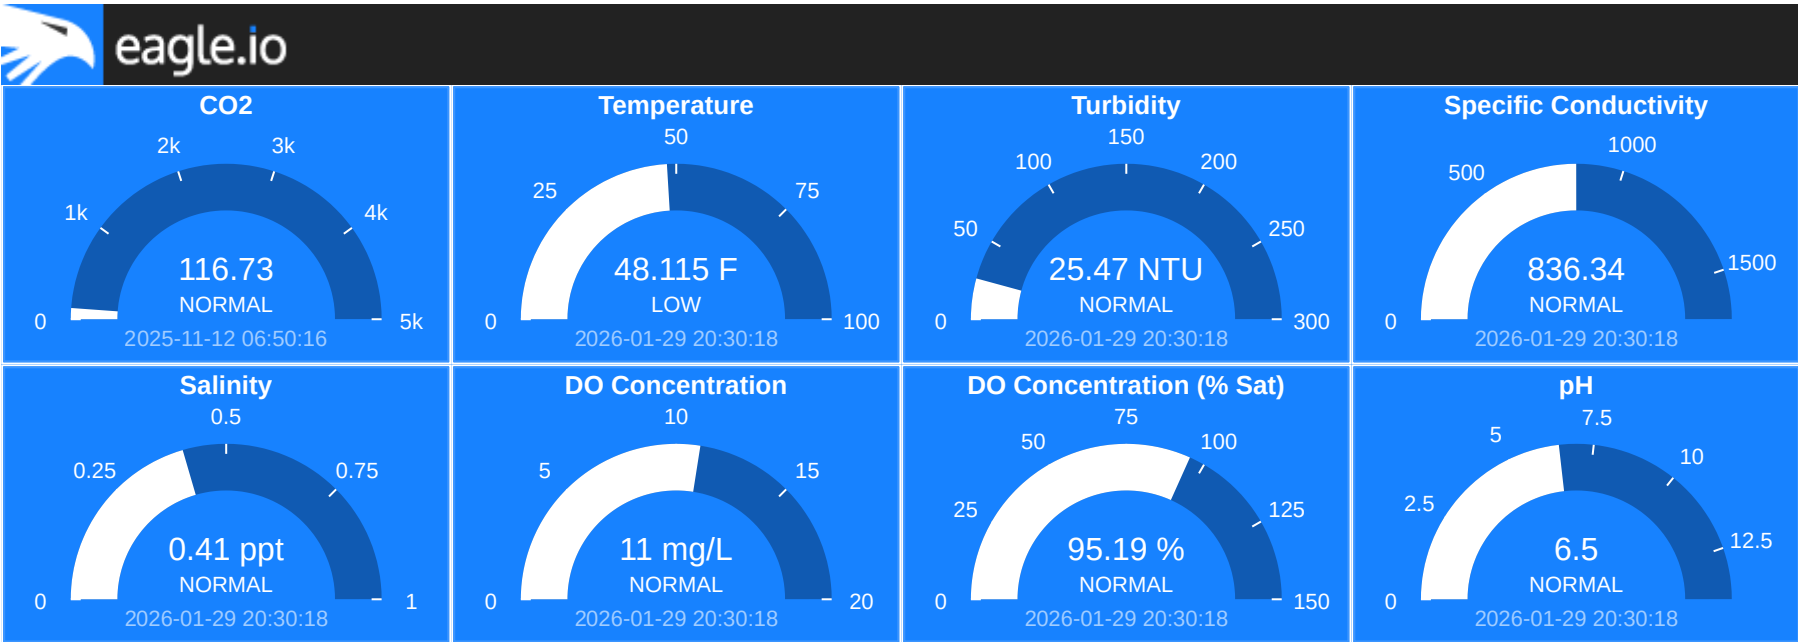 eagle.io
CO2
0
1k
2k
3k
4k
5k
116.73
NORMAL
2025-11-12 06:50:16
Temperature
0
25
50
75
100
48.115 F
LOW
2026-01-29 20:30:18
Turbidity
0
50
100
150
200
250
300
25.47 NTU
NORMAL
2026-01-29 20:30:18
Specific Conductivity
0
500
1000
1500
836.34
NORMAL
2026-01-29 20:30:18
Salinity
0
0.25
0.5
0.75
1
0.41 ppt
NORMAL
2026-01-29 20:30:18
DO Concentration
0
5
10
15
20
11 mg/L
NORMAL
2026-01-29 20:30:18
DO Concentration (% Sat)
0
25
50
75
100
125
150
95.19 %
NORMAL
2026-01-29 20:30:18
pH
0
2.5
5
7.5
10
12.5
6.5
NORMAL
2026-01-29 20:30:18